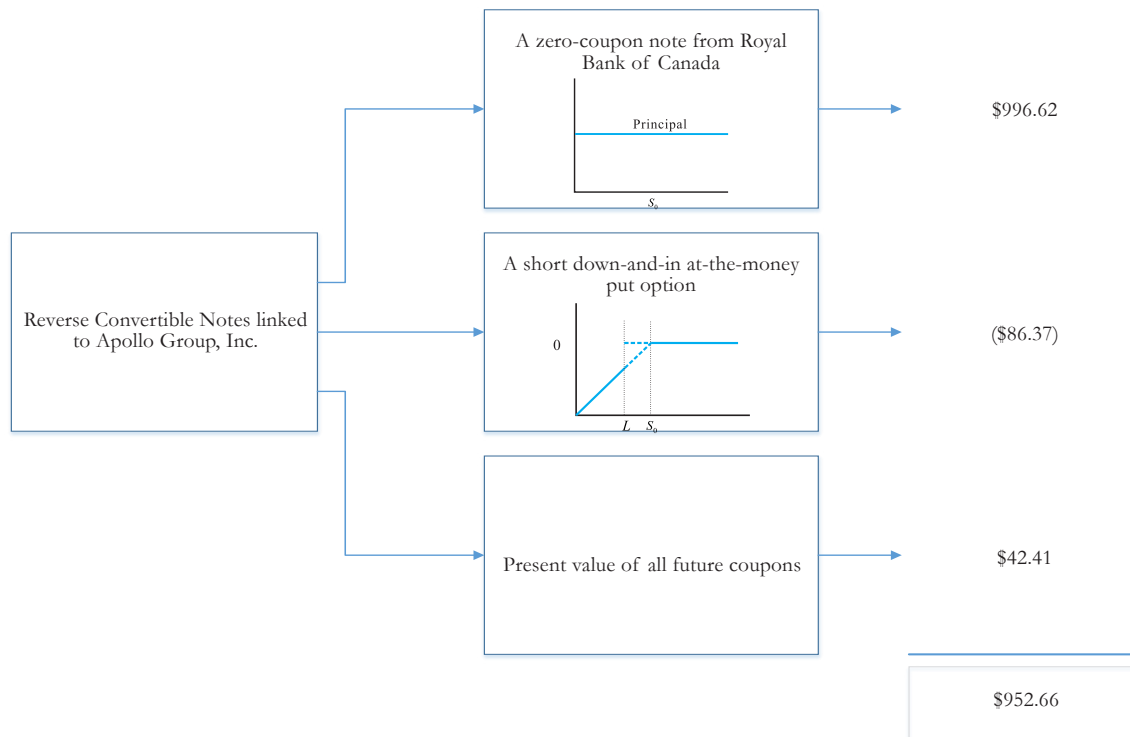 A zero-coupon note from Royal
Bank of Canada
Principal
S₀
$996.62
Reverse Convertible Notes linked
to Apollo Group, Inc.
A short down-and-in at-the-money
put option
0
L S₀
($86.37)
Present value of all future coupons
$42.41
$952.66